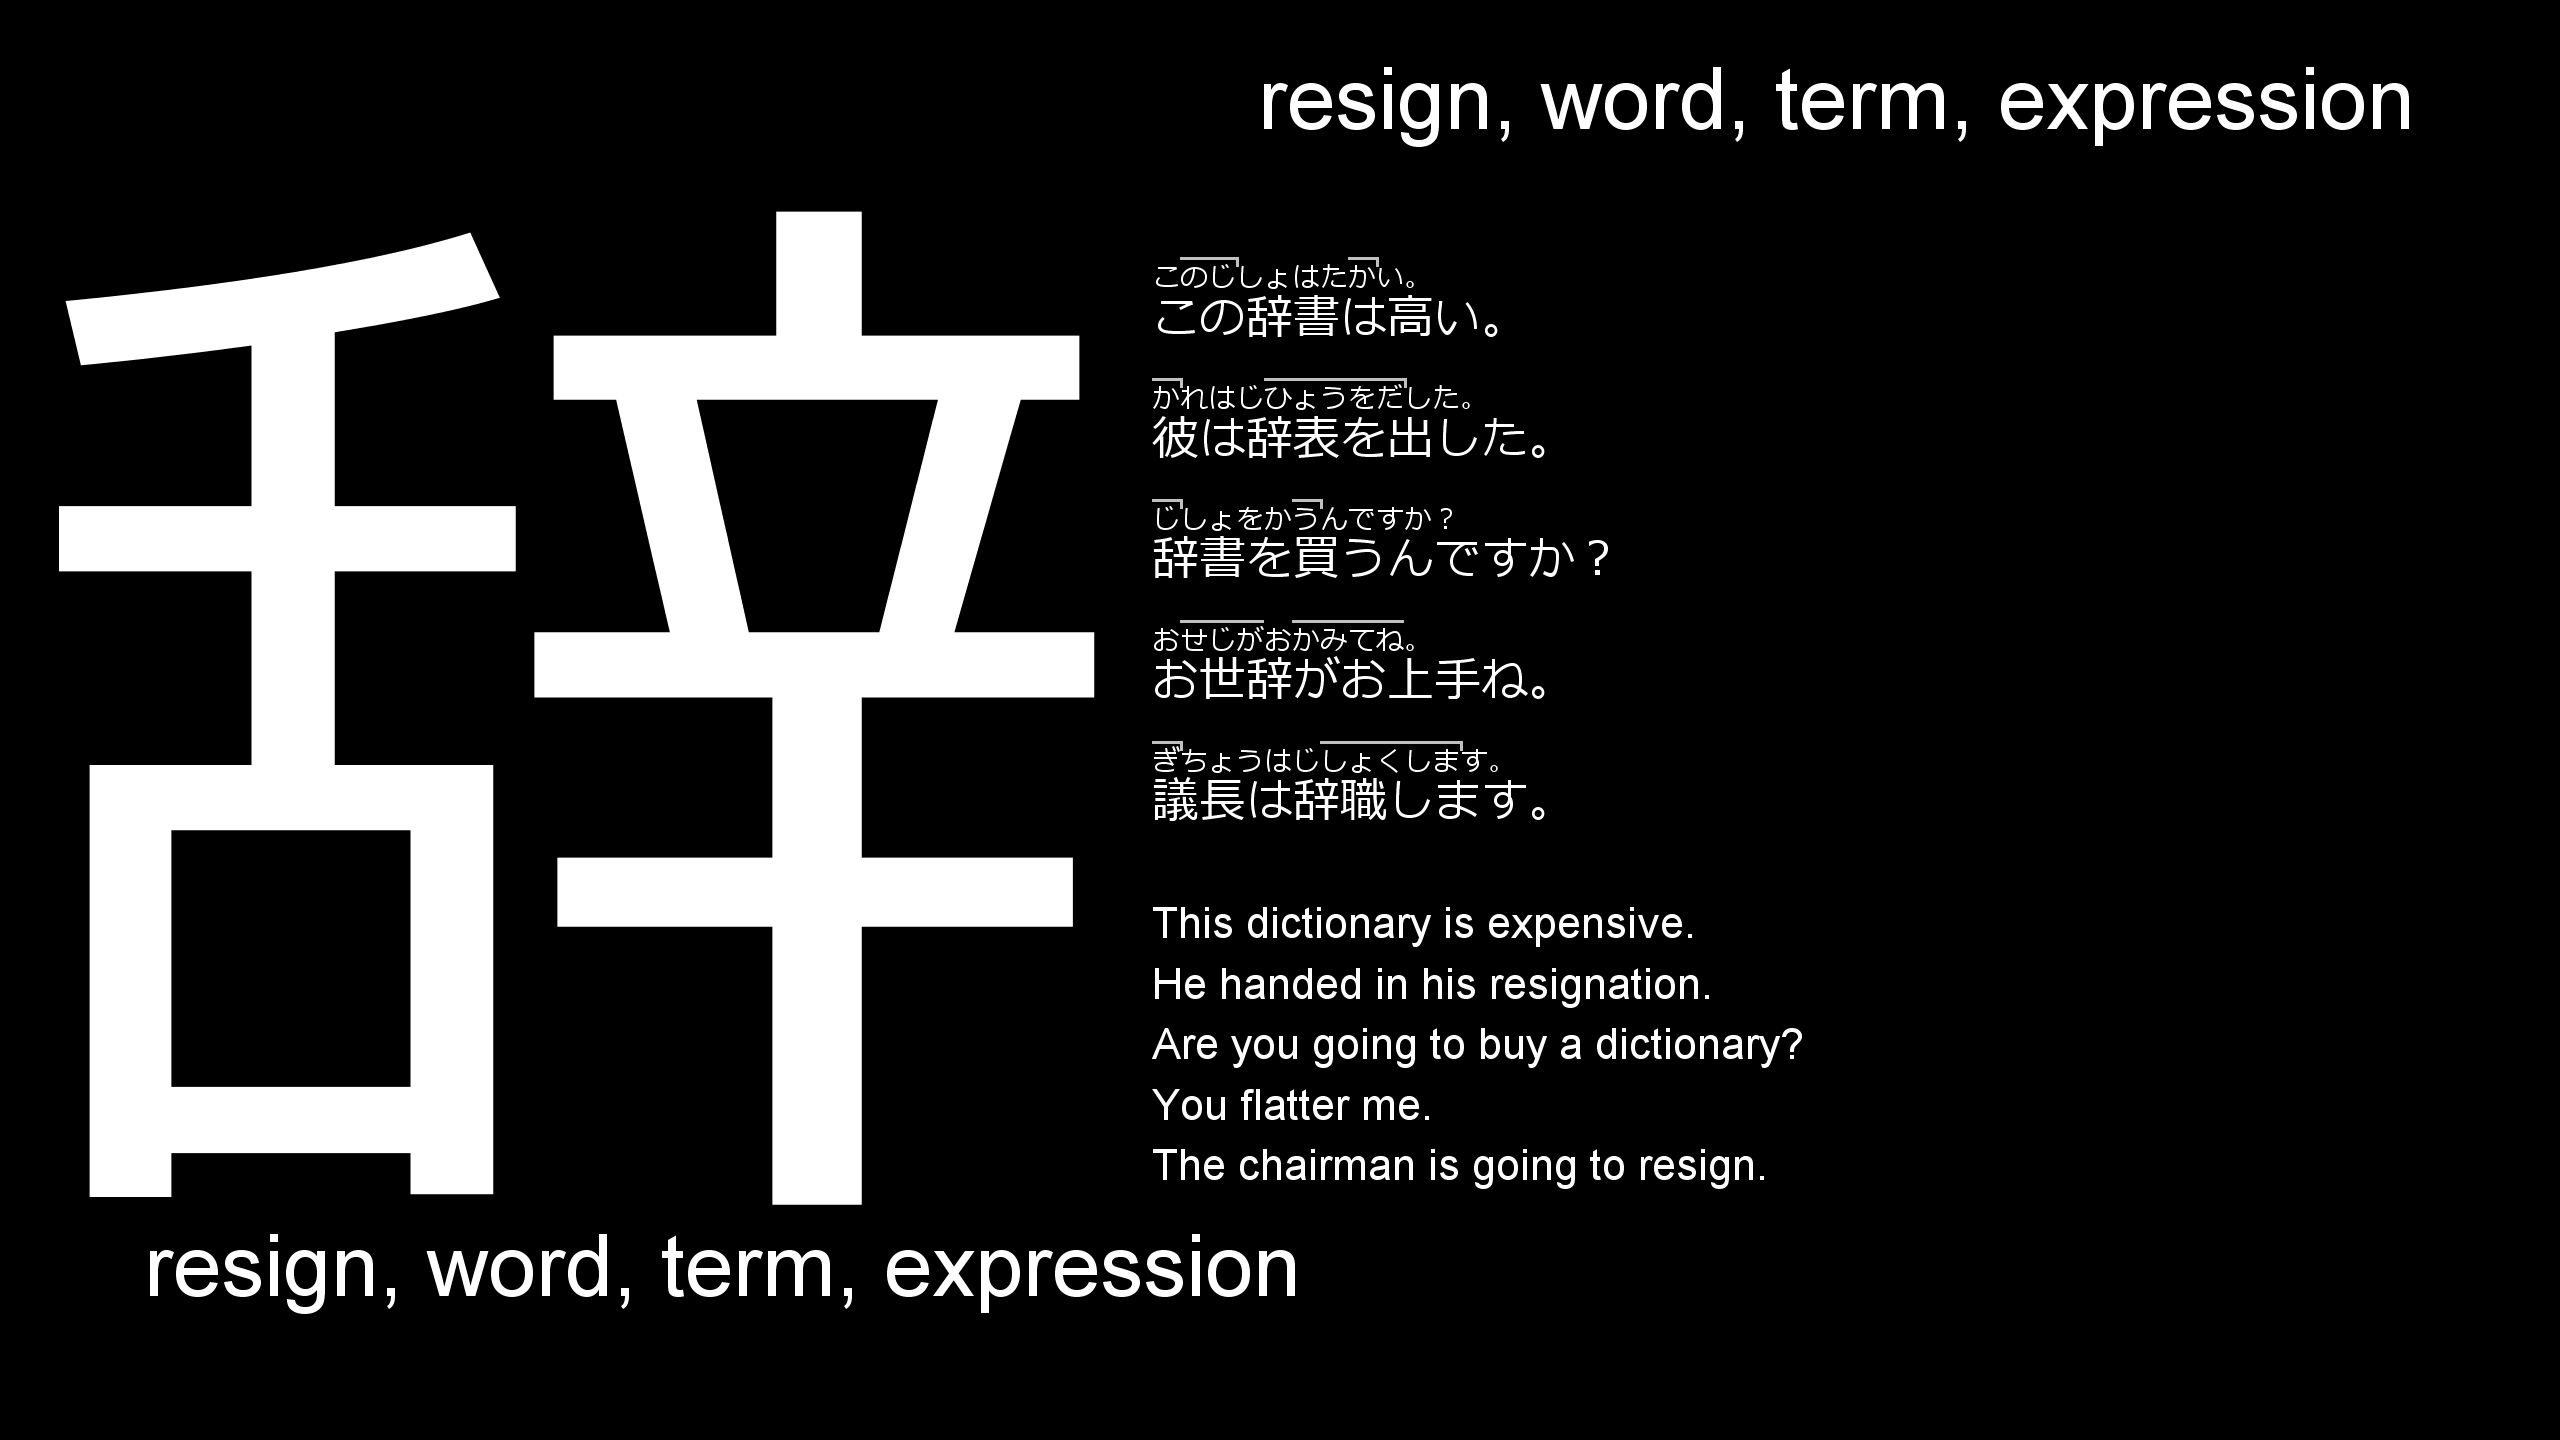 resign, word, term, expression
辞
このじしょはたかい。
この辞書は高い。
かれはじひょうをだした。
彼は辞表を出した。
じしょをかうんですか？
辞書を買うんですか？
おせじがおかみてね。
お世辞がお上手ね。
ぎちょうはじしょくします。
議長は辞職します。
This dictionary is expensive.
He handed in his resignation.
Are you going to buy a dictionary?
You flatter me.
The chairman is going to resign.
resign, word, term, expression